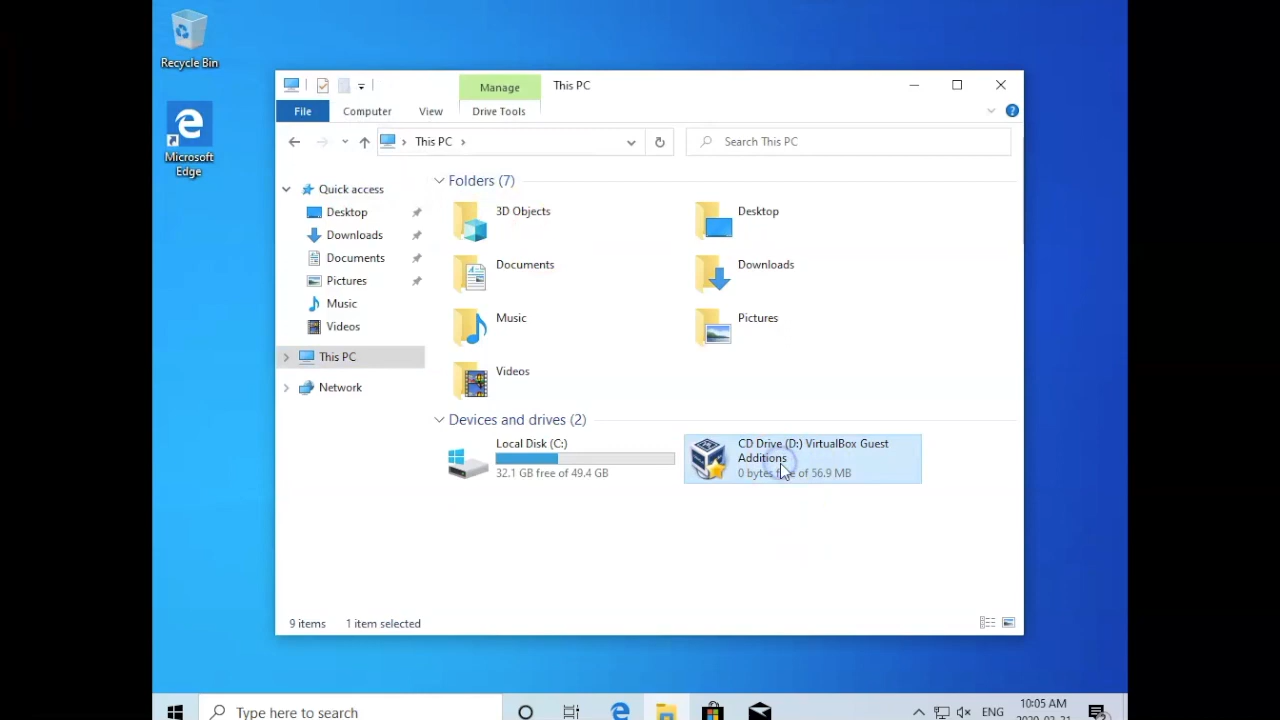 Recycle Bin
Microsoft
Edge
Manage
This PC
File
Computer
View
Drive Tools
This PC
Search This PC
Quick access
Desktop
Downloads
Documents
Pictures
Music
Videos
This PC
Network
Folders (7)
3D Objects
Desktop
Documents
Downloads
Music
Pictures
Videos
Devices and drives (2)
Local Disk (C:)
32.1 GB free of 49.4 GB
CD Drive (D:) VirtualBox Guest
Additions
0 bytes free of 56.9 MB
9 items
1 item selected
Type here to search
ENG
10:05 AM